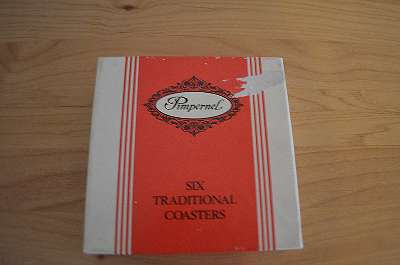 Pimpernel
SIX
TRADITIONAL
COASTERS